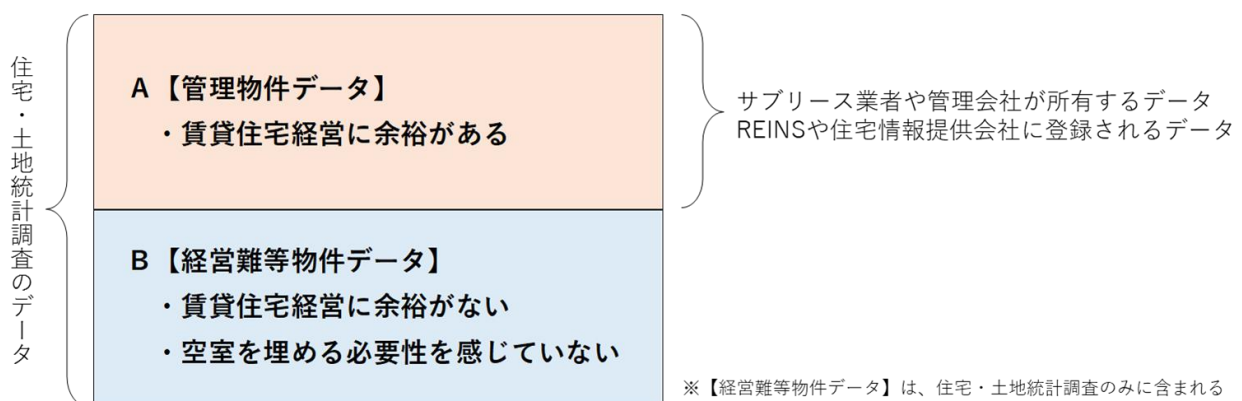 住宅・土地統計調査のデータ
A【管理物件データ】
・賃貸住宅経営に余裕がある
サブリース業者や管理会社が所有するデータ
REINSや住宅情報提供会社に登録されるデータ
B【経営難等物件データ】
・賃貸住宅経営に余裕がない
・空室を埋める必要性を感じていない
※【経営難等物件データ】は、住宅・土地統計調査のみに含まれる